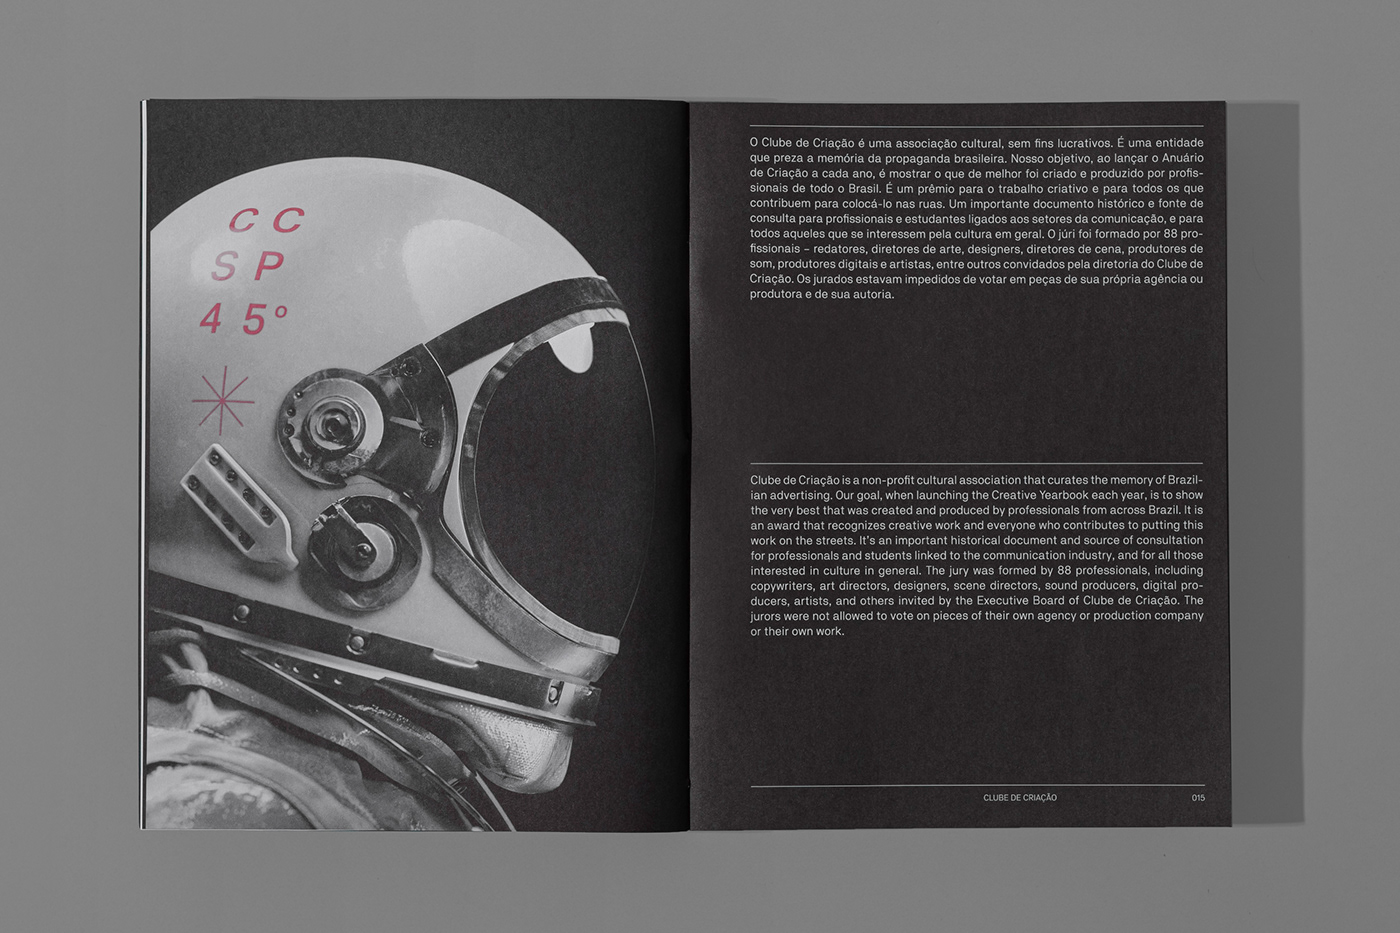 C C
S P
4 5º
O Clube de Criação é uma associação cultural, sem fins lucrativos. É uma entidade
que preza a memória da propaganda brasileira. Nosso objetivo, ao lançar o Anuário
de Criação a cada ano, é mostrar o que de melhor foi criado e produzido por profis-
sionais de todo o Brasil. É um prêmio para o trabalho criativo e para todos os que
contribuem para colocá-lo nas ruas. Um importante documento histórico e fonte de
consulta para profissionais e estudantes ligados aos setores da comunicação, e para
todos aqueles que se interessem pela cultura em geral. O júri foi formado por 88 pro-
fissionais – redatores, diretores de arte, designers, diretores de cena, produtores de
som, produtores digitais e artistas, entre outros convidados pela diretoria do Clube de
Criação. Os jurados estavam impedidos de votar em peças de sua própria agência ou
produtora e de sua autoria.
Clube de Criação is a non-profit cultural association that curates the memory of Brazil-
ian advertising. Our goal, when launching the Creative Yearbook each year, is to show
the very best that was created and produced by professionals from across Brazil. It is
an award that recognizes creative work and everyone who contributes to putting this
work on the streets. It's an important historical document and source of consultation
for professionals and students linked to the communication industry, and for all those
interested in culture in general. The jury was formed by 88 professionals, including
copywriters, art directors, designers, scene directors, sound producers, digital pro-
ducers, artists, and others invited by the Executive Board of Clube de Criação. The
jurors were not allowed to vote on pieces of their own agency or production company
or their own work.
CLUBE DE CRIAÇÃO 015